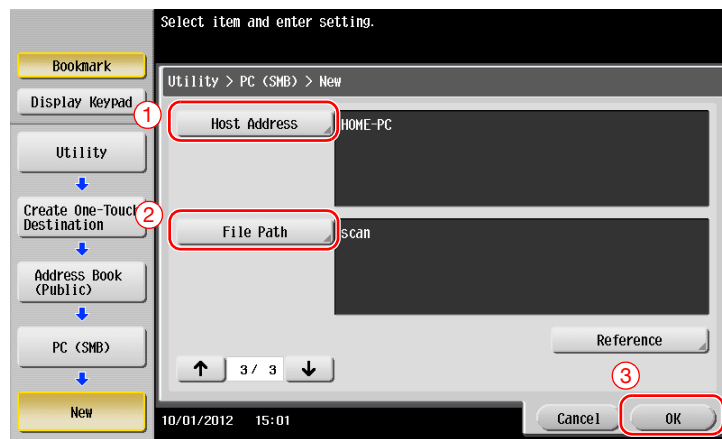 Select item and enter setting.
Bookmark
Display Keypad
Utility
Create One-Touch
Destination
Address Book
(Public)
PC (SMB)
New
Utility > PC (SMB) > New
1
Host Address
HOME-PC
2
File Path
scan
Reference
↑ 3/ 3 ↓
3
10/01/2012 15:01
Cancel
OK